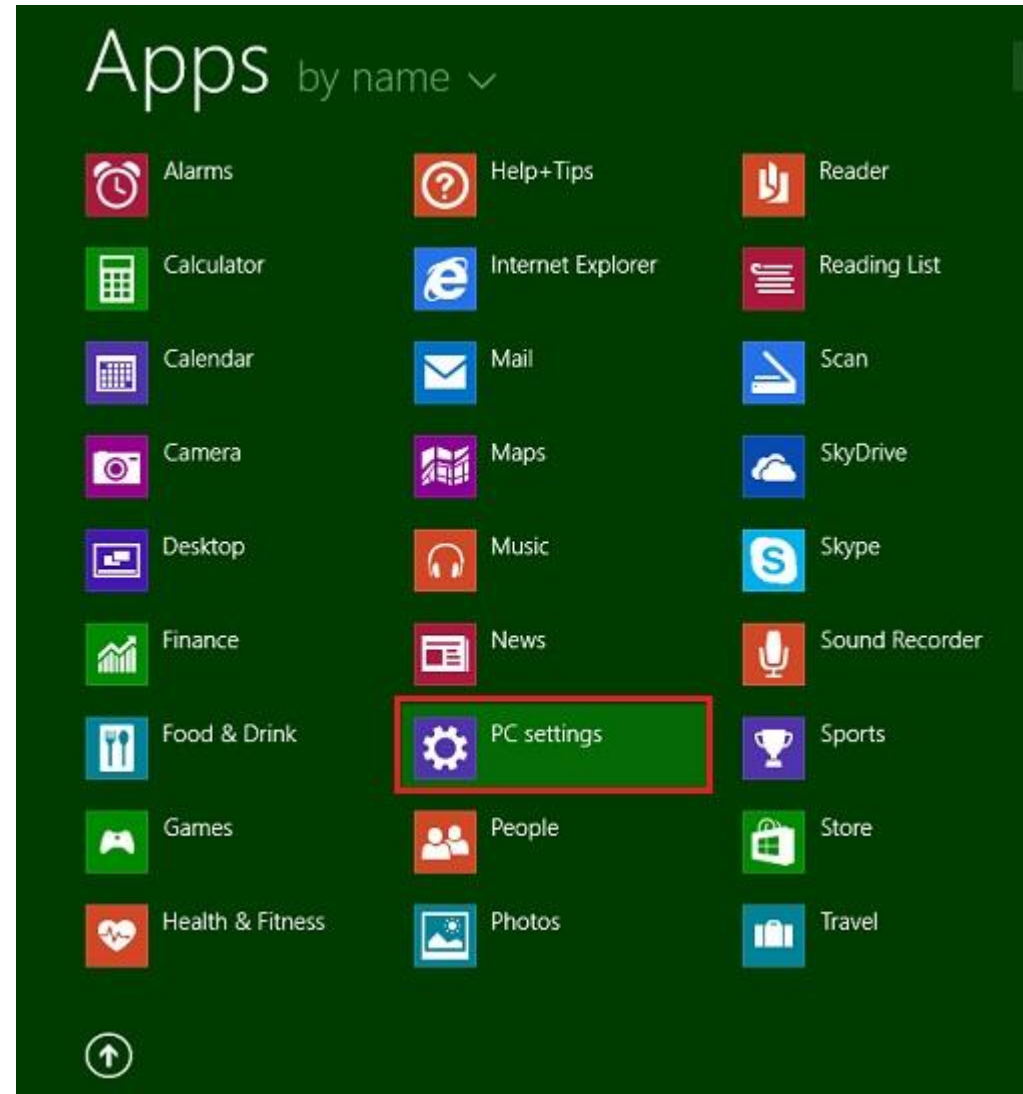 Apps by name
Alarms
Calculator
Calendar
Camera
Desktop
Finance
Food & Drink
Games
Health & Fitness
Help+Tips
Internet Explorer
Mail
Maps
Music
News
PC settings
People
Photos
Reader
Reading List
Scan
SkyDrive
Skype
Sound Recorder
Sports
Store
Travel